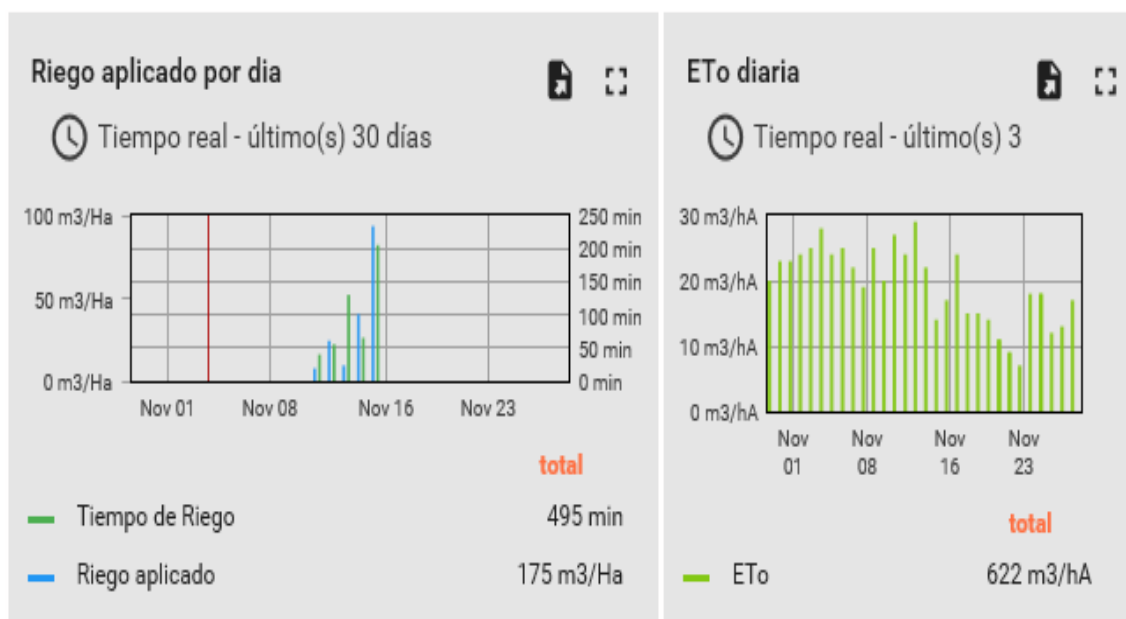 Riego aplicado por dia
Tiempo real - último(s) 30 días
100 m3/Ha
50 m3/Ha
0 m3/Ha
250 min
200 min
150 min
100 min
50 min
0 min
Nov 01
Nov 08
Nov 16
Nov 23
total
Tiempo de Riego 495 min
Riego aplicado 175 m3/Ha
ETo diaria
Tiempo real - último(s) 3
30 m3/hA
20 m3/hA
10 m3/hA
0 m3/hA
Nov
01
Nov
08
Nov
16
Nov
23
total
ETo 622 m3/hA